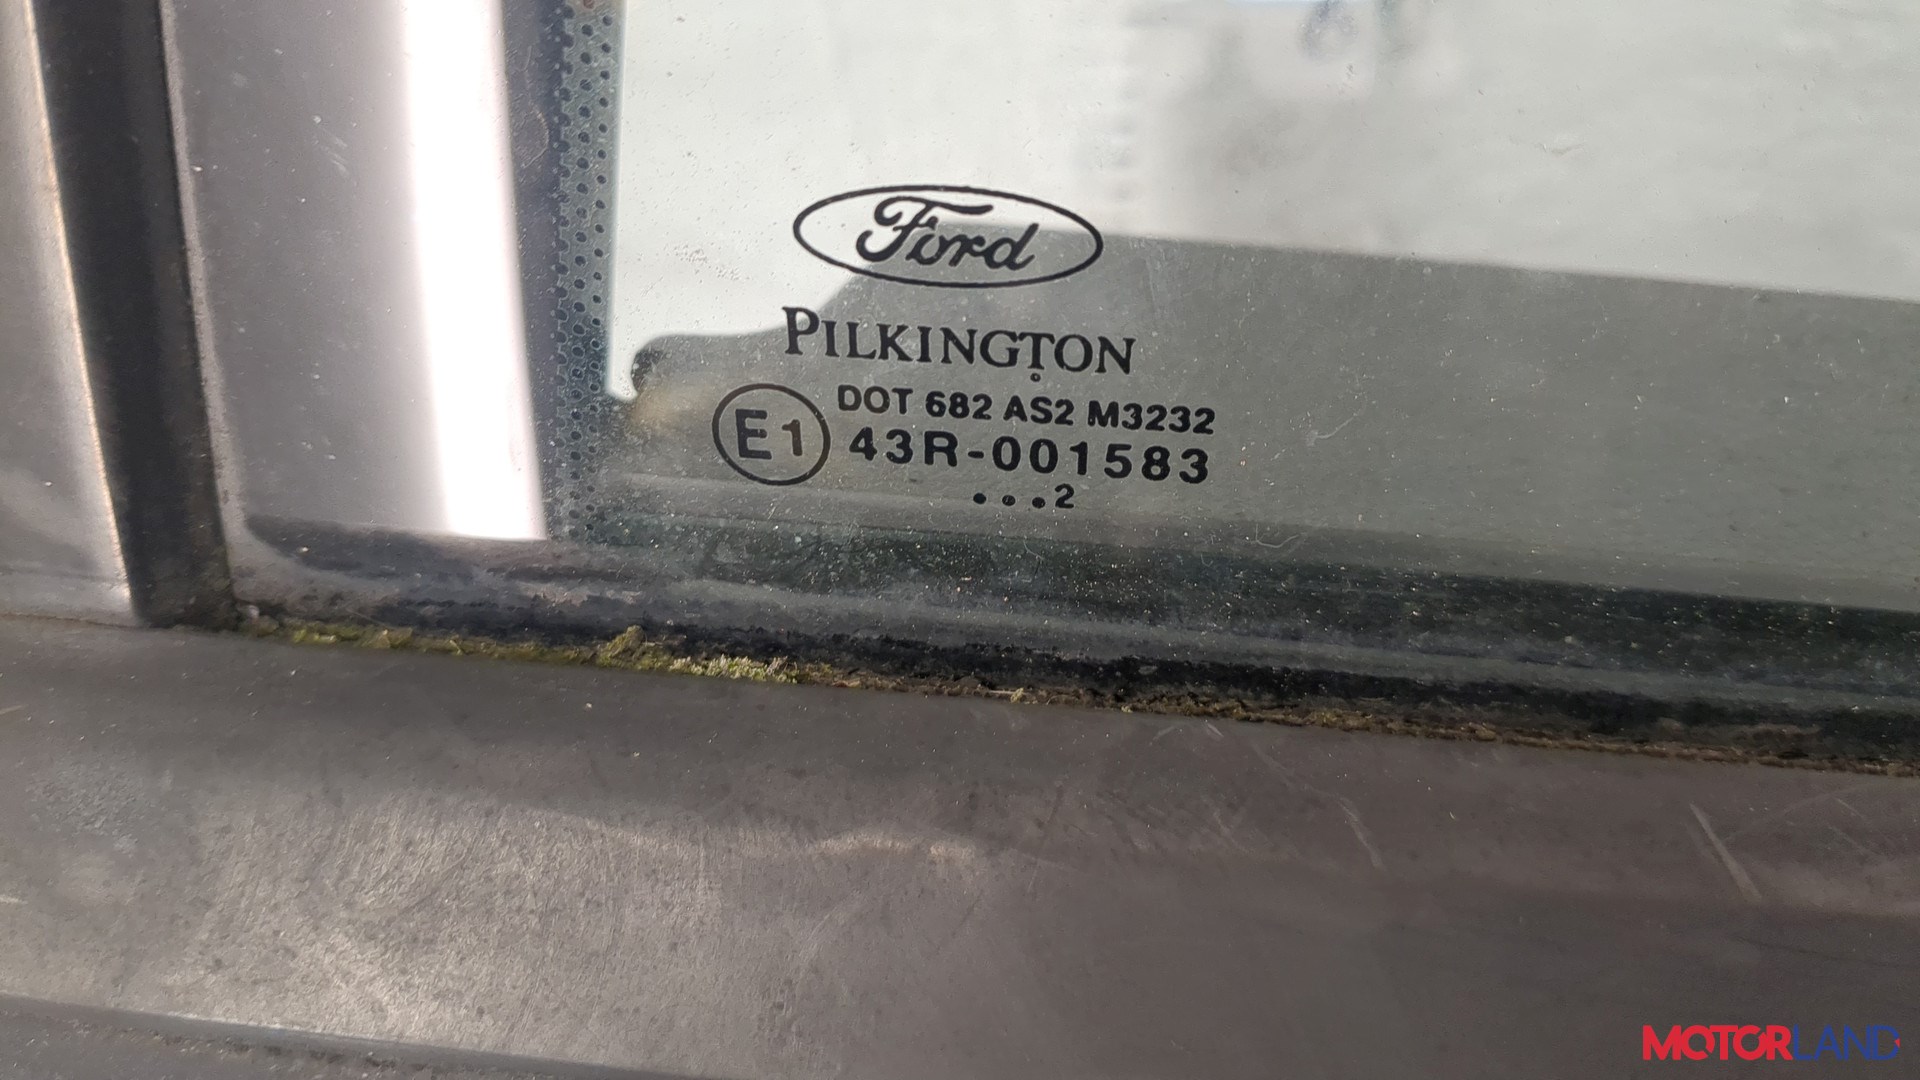 Ford
PILKINGTON
DOT 682 AS2 M3232
E1 43R-001583
...2
MOTORLAND